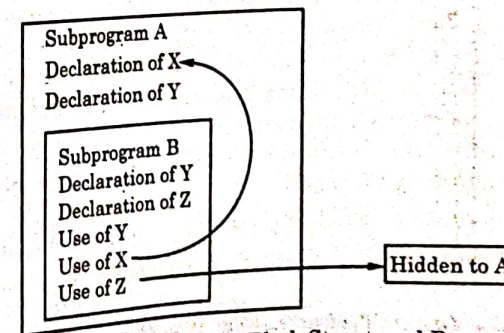 Subprogram A
Declaration of X
Declaration of Y
Subprogram B
Declaration of Y
Declaration of Z
Use of Y
Use of X
Use of Z
Hidden to A